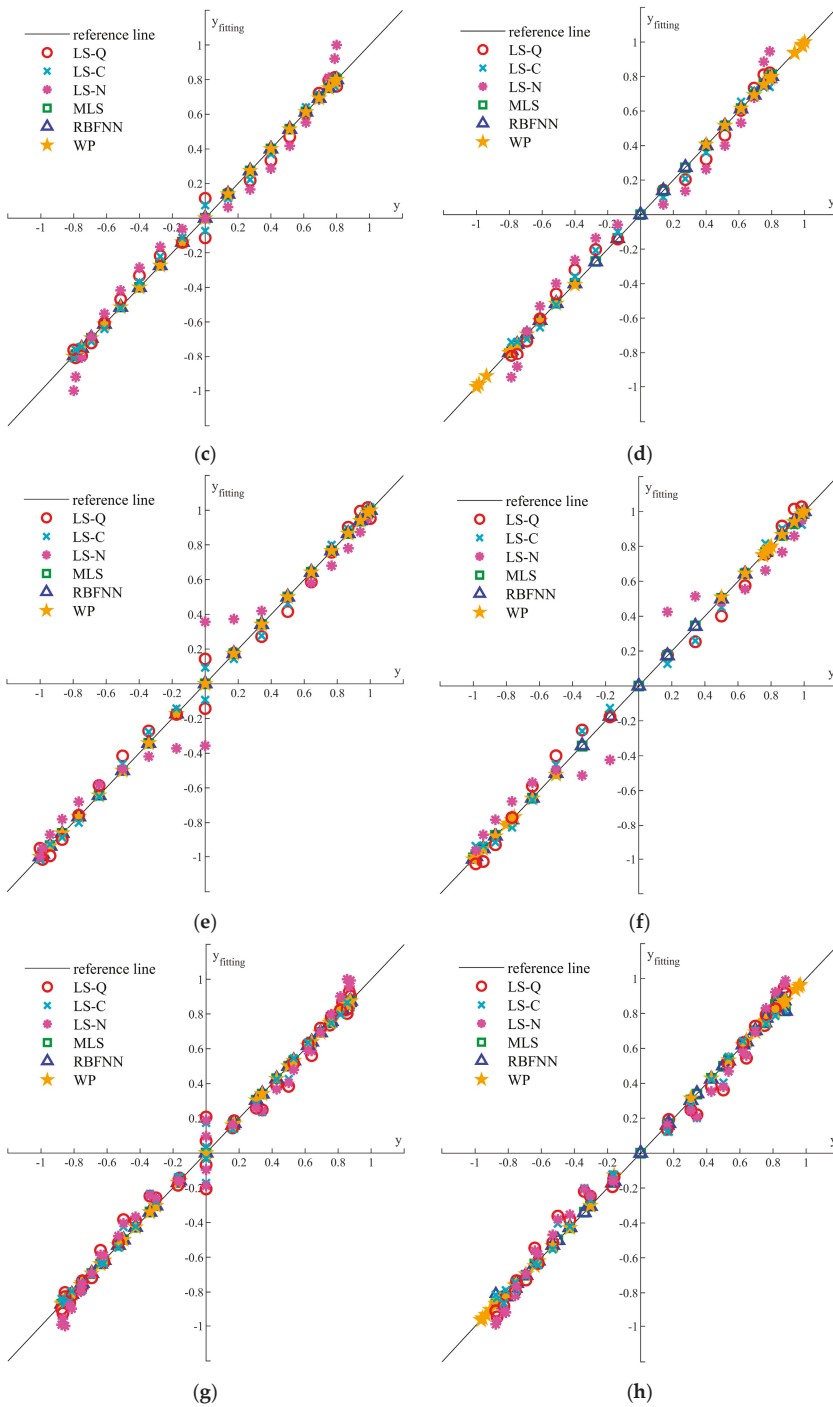 y_fitting
reference line
LS-Q
LS-C
LS-N
MLS
RBFNN
WP
1
0.8
0.6
0.4
0.2
y
-1 -0.8 -0.6 -0.4 -0.2 0.2 0.4 0.6 0.8 1
-0.2
-0.4
-0.6
-0.8
-1
(c)
y_fitting
reference line
LS-Q
LS-C
LS-N
MLS
RBFNN
WP
1
0.8
0.6
0.4
0.2
y
-1 -0.8 -0.6 -0.4 -0.2 0.2 0.4 0.6 0.8 1
-0.2
-0.4
-0.6
-0.8
-1
(d)
reference line
y_fitting
LS-Q
LS-C
LS-N
MLS
RBFNN
WP
1
0.8
0.6
0.4
0.2
y
-1 -0.8 -0.6 -0.4 -0.2 0.2 0.4 0.6 0.8 1
-0.2
-0.4
-0.6
-0.8
-1
(e)
reference line
y_fitting
LS-Q
LS-C
LS-N
MLS
RBFNN
WP
1
0.8
0.6
0.4
0.2
y
-1 -0.8 -0.6 -0.4 -0.2 0.2 0.4 0.6 0.8 1
-0.2
-0.4
-0.6
-0.8
-1
(f)
y_fitting
reference line
LS-Q
LS-C
LS-N
MLS
RBFNN
WP
1
0.8
0.6
0.4
0.2
y
-1 -0.8 -0.6 -0.4 -0.2 0.2 0.4 0.6 0.8 1
-0.2
-0.4
-0.6
-0.8
-1
(g)
y_fitting
reference line
LS-Q
LS-C
LS-N
MLS
RBFNN
WP
1
0.8
0.6
0.4
0.2
y
-1 -0.8 -0.6 -0.4 -0.2 0.2 0.4 0.6 0.8 1
-0.2
-0.4
-0.6
-0.8
-1
(h)